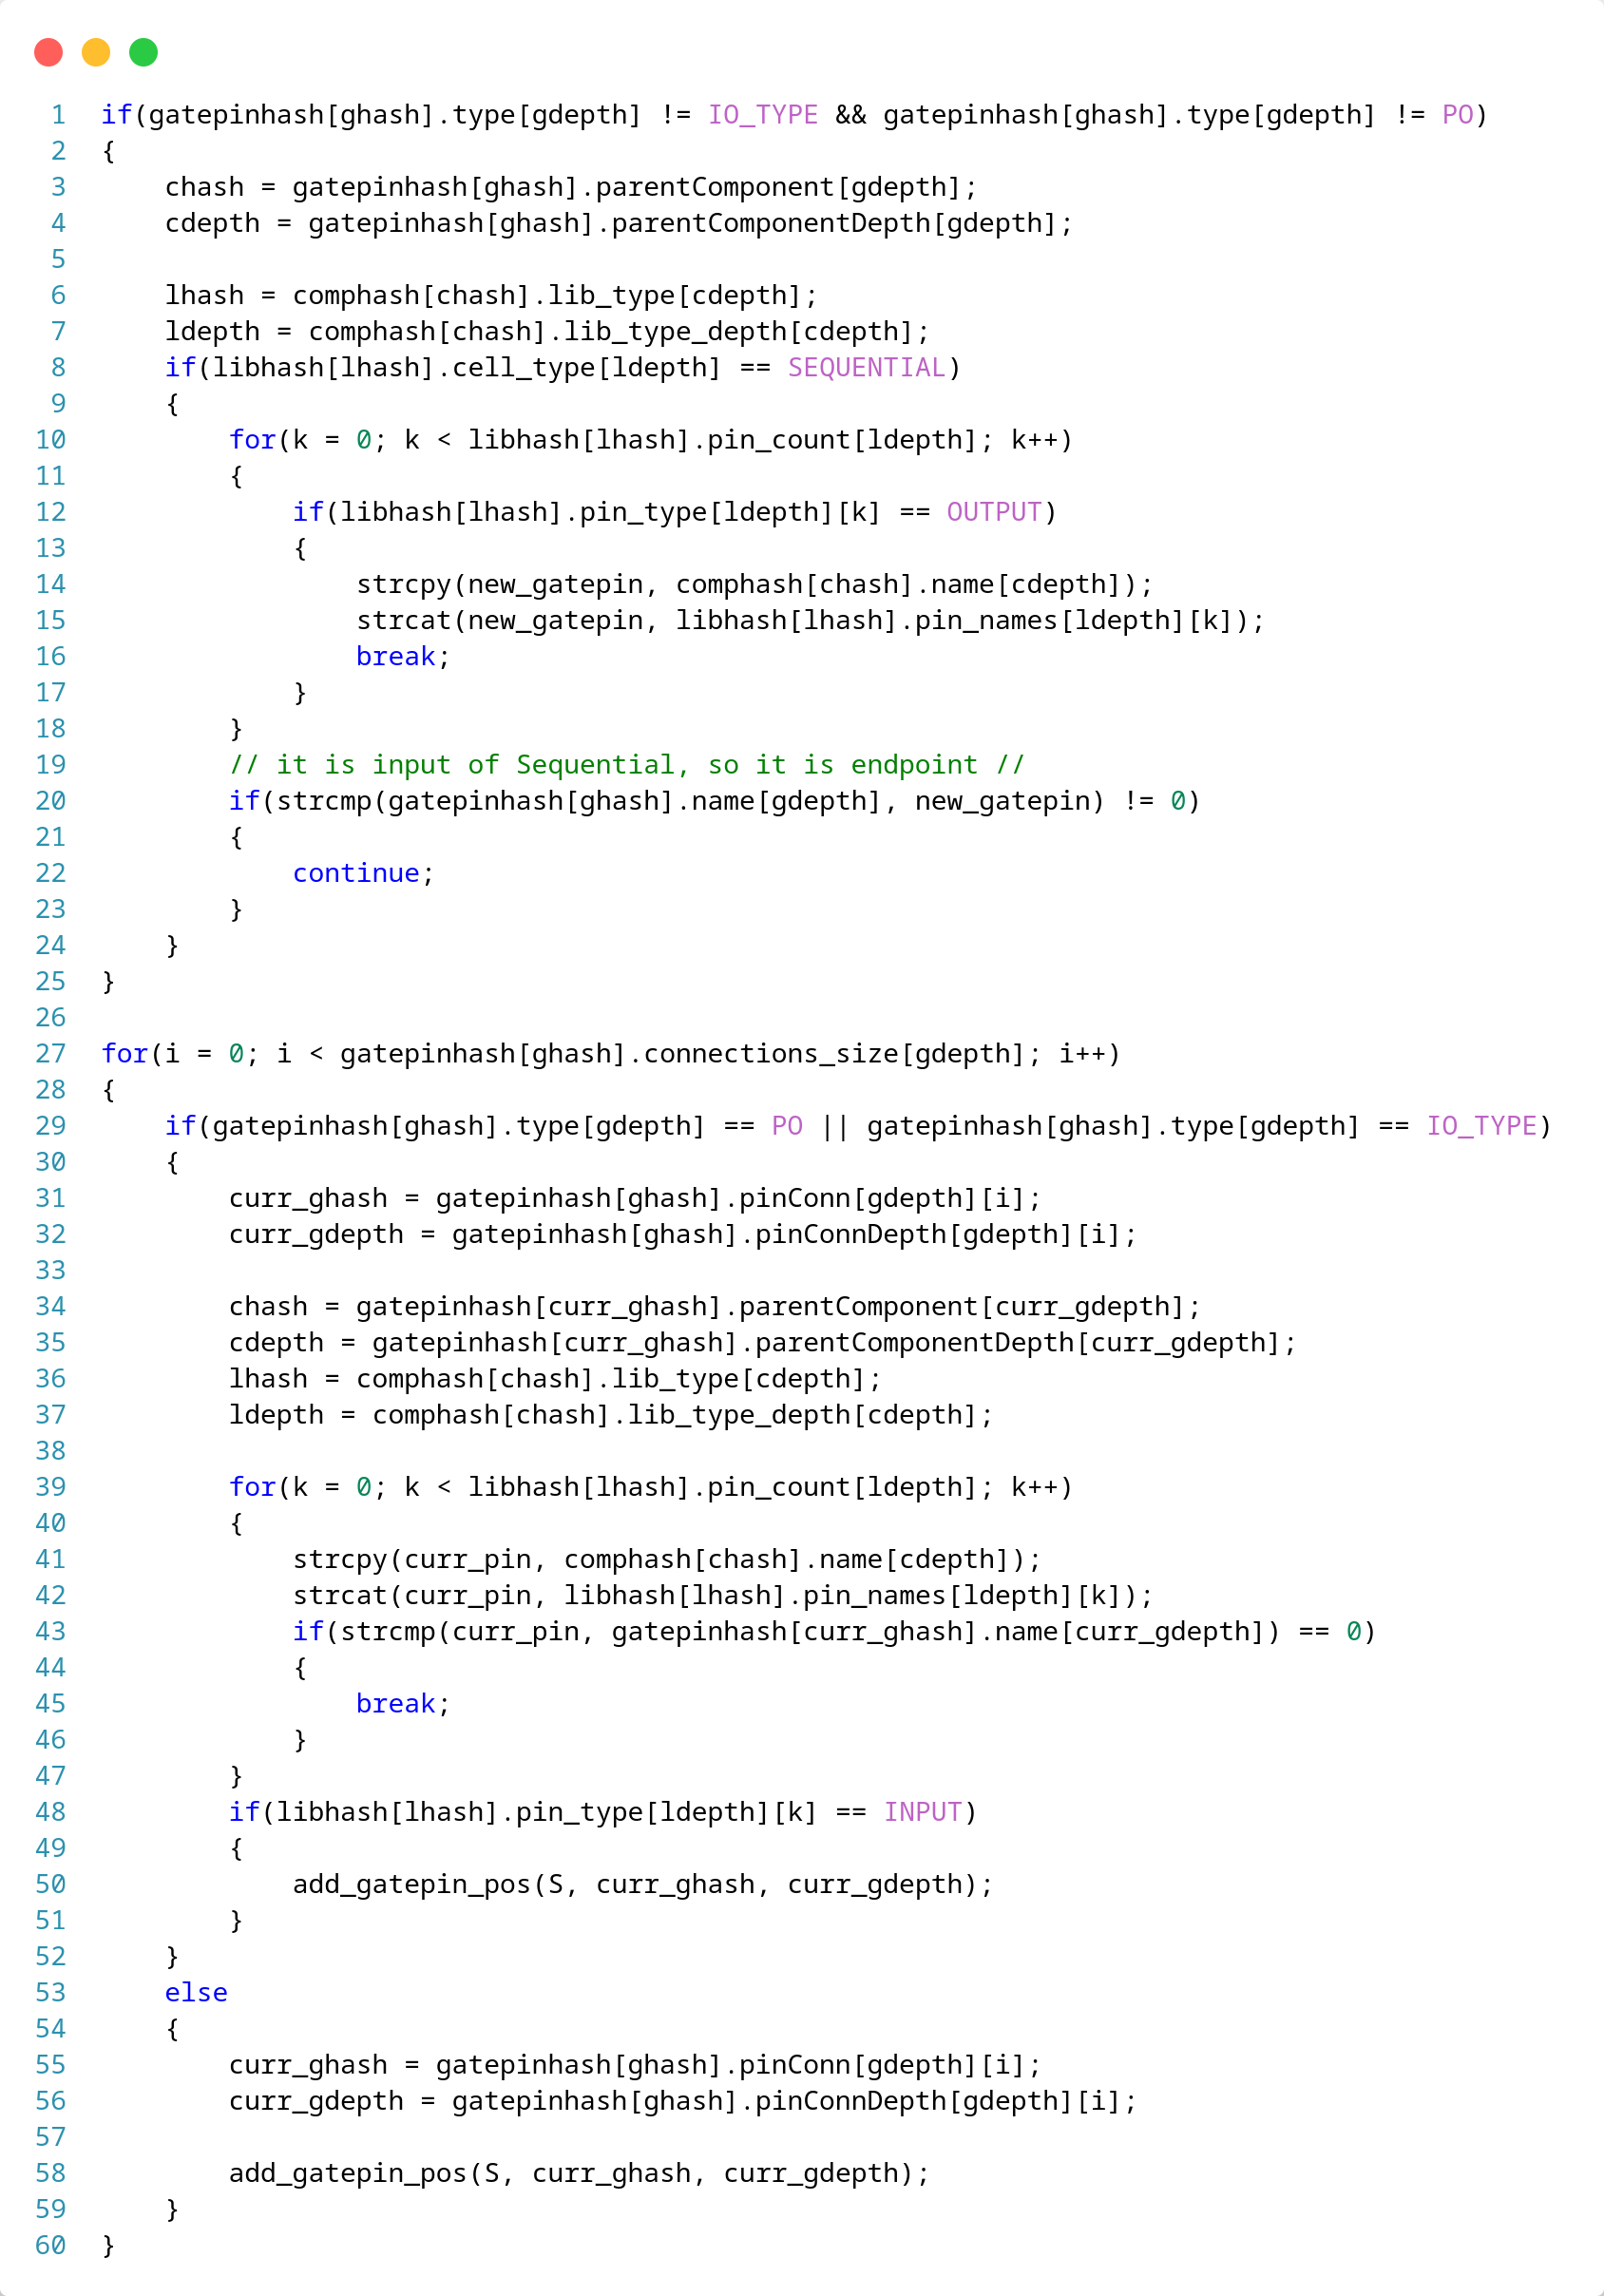 1 if(gatepinhash[ghash].type[gdepth] != IO_TYPE && gatepinhash[ghash].type[gdepth] != PO)
2 {
3     chash = gatepinhash[ghash].parentComponent[gdepth];
4     cdepth = gatepinhash[ghash].parentComponentDepth[gdepth];
5
6     lhash = comphash[chash].lib_type[cdepth];
7     ldepth = comphash[chash].lib_type_depth[cdepth];
8     if(libhash[lhash].cell_type[ldepth] == SEQUENTIAL)
9     {
10         for(k = 0; k < libhash[lhash].pin_count[ldepth]; k++)
11         {
12             if(libhash[lhash].pin_type[ldepth][k] == OUTPUT)
13             {
14                 strcpy(new_gatepin, comphash[chash].name[cdepth]);
15                 strcat(new_gatepin, libhash[lhash].pin_names[ldepth][k]);
16                 break;
17             }
18         }
19         // it is input of Sequential, so it is endpoint //
20         if(strcmp(gatepinhash[ghash].name[gdepth], new_gatepin) != 0)
21         {
22             continue;
23         }
24     }
25 }
26
27 for(i = 0; i < gatepinhash[ghash].connections_size[gdepth]; i++)
28 {
29     if(gatepinhash[ghash].type[gdepth] == PO || gatepinhash[ghash].type[gdepth] == IO_TYPE)
30     {
31         curr_ghash = gatepinhash[ghash].pinConn[gdepth][i];
32         curr_gdepth = gatepinhash[ghash].pinConnDepth[gdepth][i];
33
34         chash = gatepinhash[curr_ghash].parentComponent[curr_gdepth];
35         cdepth = gatepinhash[curr_ghash].parentComponentDepth[curr_gdepth];
36         lhash = comphash[chash].lib_type[cdepth];
37         ldepth = comphash[chash].lib_type_depth[cdepth];
38
39         for(k = 0; k < libhash[lhash].pin_count[ldepth]; k++)
40         {
41             strcpy(curr_pin, comphash[chash].name[cdepth]);
42             strcat(curr_pin, libhash[lhash].pin_names[ldepth][k]);
43             if(strcmp(curr_pin, gatepinhash[curr_ghash].name[curr_gdepth]) == 0)
44             {
45                 break;
46             }
47         }
48         if(libhash[lhash].pin_type[ldepth][k] == INPUT)
49         {
50             add_gatepin_pos(S, curr_ghash, curr_gdepth);
51         }
52     }
53     else
54     {
55         curr_ghash = gatepinhash[ghash].pinConn[gdepth][i];
56         curr_gdepth = gatepinhash[ghash].pinConnDepth[gdepth][i];
57
58         add_gatepin_pos(S, curr_ghash, curr_gdepth);
59     }
60 }